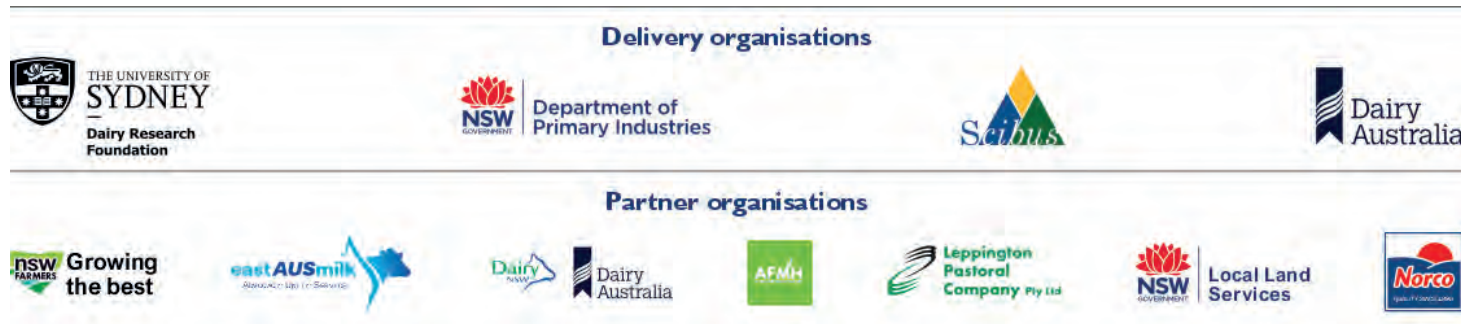 Delivery organisations
THE UNIVERSITY OF
SYDNEY
Dairy Research
Foundation
NSW
GOVERNMENT
Department of
Primary Industries
Scibus
Dairy
Australia
Partner organisations
NSW
FARMERS
Growing
the best
eastAUSmilk
Dairy
NSW
Dairy
Australia
AFMH
Leppington
Pastoral
Company Pty Ltd
NSW
GOVERNMENT
Local Land
Services
Norco